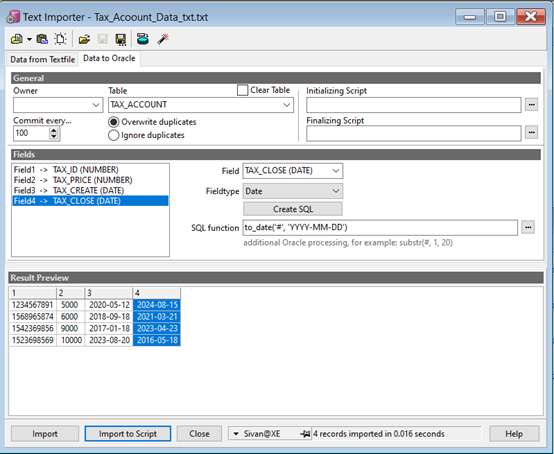 Text Importer - Tax_Acoount_Data_txt.txt
Data from Textfile Data to Oracle
General
Owner Table Clear Table Initializing Script
TAX_ACCOUNT
Commit every... Overwrite duplicates Finalizing Script
100 Ignore duplicates
Fields
Field1 -> TAX_ID (NUMBER)
Field2 -> TAX_PRICE (NUMBER)
Field3 -> TAX_CREATE (DATE)
Field4 -> TAX_CLOSE (DATE)
Field TAX_CLOSE (DATE)
Fieldtype Date
Create SQL
SQL function to_date('#', 'YYYY-MM-DD')
additional Oracle processing, for example: substr(#, 1, 20)
Result Preview
1 2 3 4
1234567891 5000 2020-05-12 2024-08-15
1568965874 6000 2018-09-18 2021-03-21
1542369856 9000 2017-01-18 2023-04-23
1523698569 10000 2023-08-20 2016-05-18
Import Import to Script Close Sivan@XE 4 records imported in 0.016 seconds Help